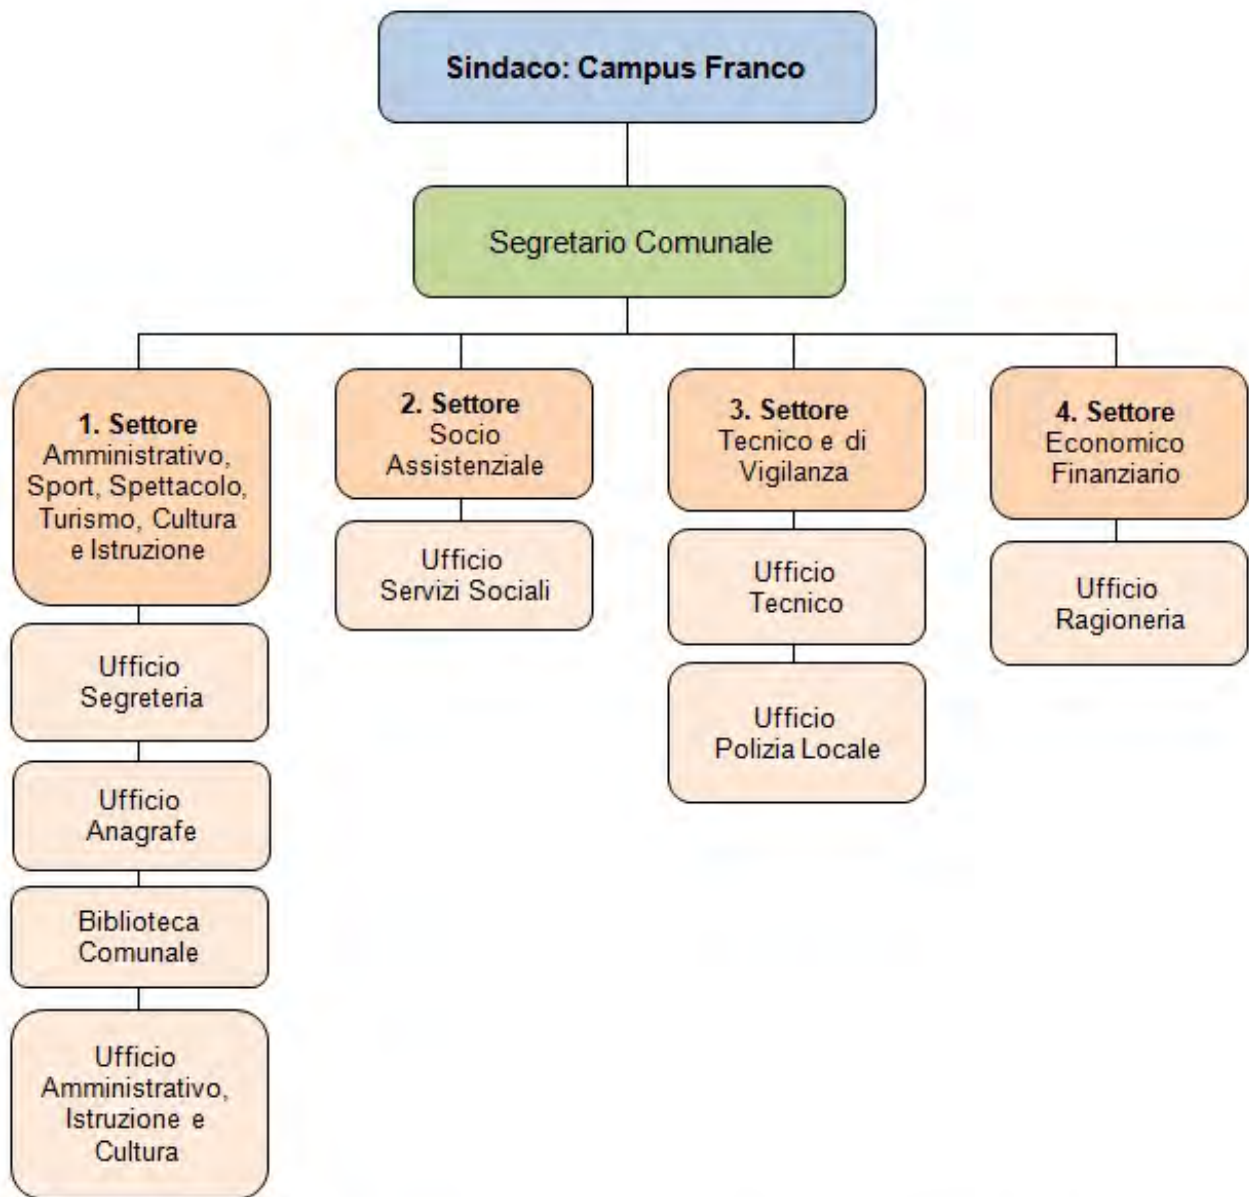 Sindaco: Campus Franco
Segretario Comunale
1. Settore
Amministrativo,
Sport, Spettacolo,
Turismo, Cultura
e Istruzione
Ufficio
Segreteria
Ufficio
Anagrafe
Biblioteca
Comunale
Ufficio
Amministrativo,
Istruzione e
Cultura
2. Settore
Socio
Assistenziale
Ufficio
Servizi Sociali
3. Settore
Tecnico e di
Vigilanza
Ufficio
Tecnico
Ufficio
Polizia Locale
4. Settore
Economico
Finanziario
Ufficio
Ragioneria